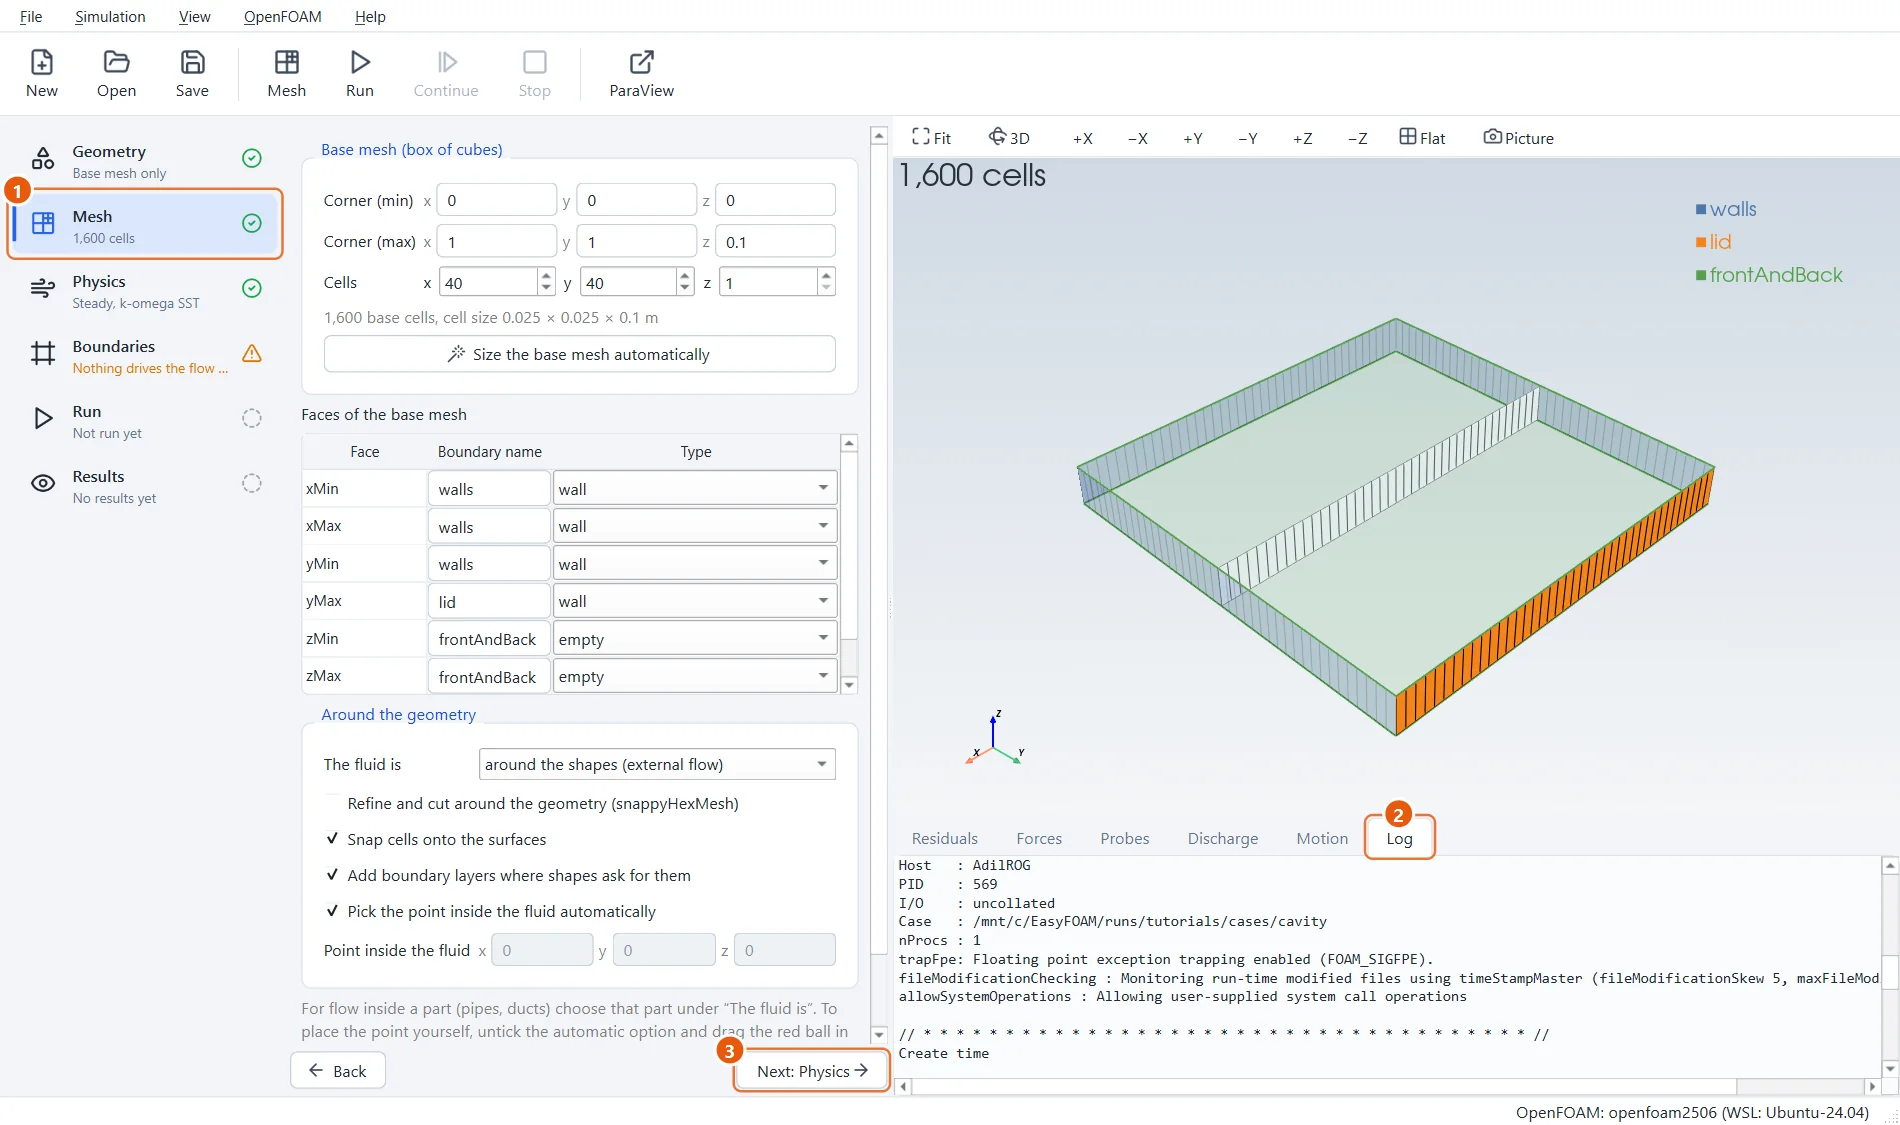 File Simulation View OpenFOAM Help
New Open Save Mesh Run Continue Stop ParaView
Geometry
Base mesh only
1
Mesh
1,600 cells
Physics
Steady, k-omega SST
Boundaries
Nothing drives the flow ...
Run
Not run yet
Results
No results yet
Base mesh (box of cubes)
Corner (min) x 0 y 0 z 0
Corner (max) x 1 y 1 z 0.1
Cells x 40 y 40 z 1
1,600 base cells, cell size 0.025 × 0.025 × 0.1 m
Size the base mesh automatically
Faces of the base mesh
Face Boundary name Type
xMin walls wall
xMax walls wall
yMin walls wall
yMax lid wall
zMin frontAndBack empty
zMax frontAndBack empty
Around the geometry
The fluid is around the shapes (external flow)
Refine and cut around the geometry (snappyHexMesh)
Snap cells onto the surfaces
Add boundary layers where shapes ask for them
Pick the point inside the fluid automatically
Point inside the fluid x 0 y 0 z 0
For flow inside a part (pipes, ducts) choose that part under “The fluid is”. To
place the point yourself, untick the automatic option and drag the red ball in
Back
3
Next: Physics
Fit 3D +X −X +Y −Y +Z −Z Flat Picture
1,600 cells
walls
lid
frontAndBack
Z
X
Y
2
Residuals Forces Probes Discharge Motion Log
Host : AdilROG
PID : 569
I/O : uncollated
Case : /mnt/c/EasyFOAM/runs/tutorials/cases/cavity
nProcs : 1
trapFpe: Floating point exception trapping enabled (FOAM_SIGFPE).
fileModificationChecking : Monitoring run-time modified files using timeStampMaster (fileModificationSkew 5, maxFileMod
allowSystemOperations : Allowing user-supplied system call operations
// * * * * * * * * * * * * * * * * * * * * * * * * * * * * * * * * * * * * * //
Create time
OpenFOAM: openfoam2506 (WSL: Ubuntu-24.04)